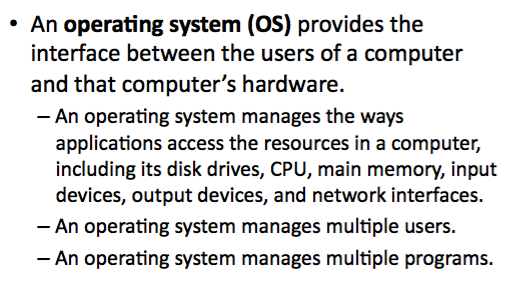 • An operating system (OS) provides the
interface between the users of a computer
and that computer's hardware.
– An operating system manages the ways
applications access the resources in a computer,
including its disk drives, CPU, main memory, input
devices, output devices, and network interfaces.
– An operating system manages multiple users.
– An operating system manages multiple programs.